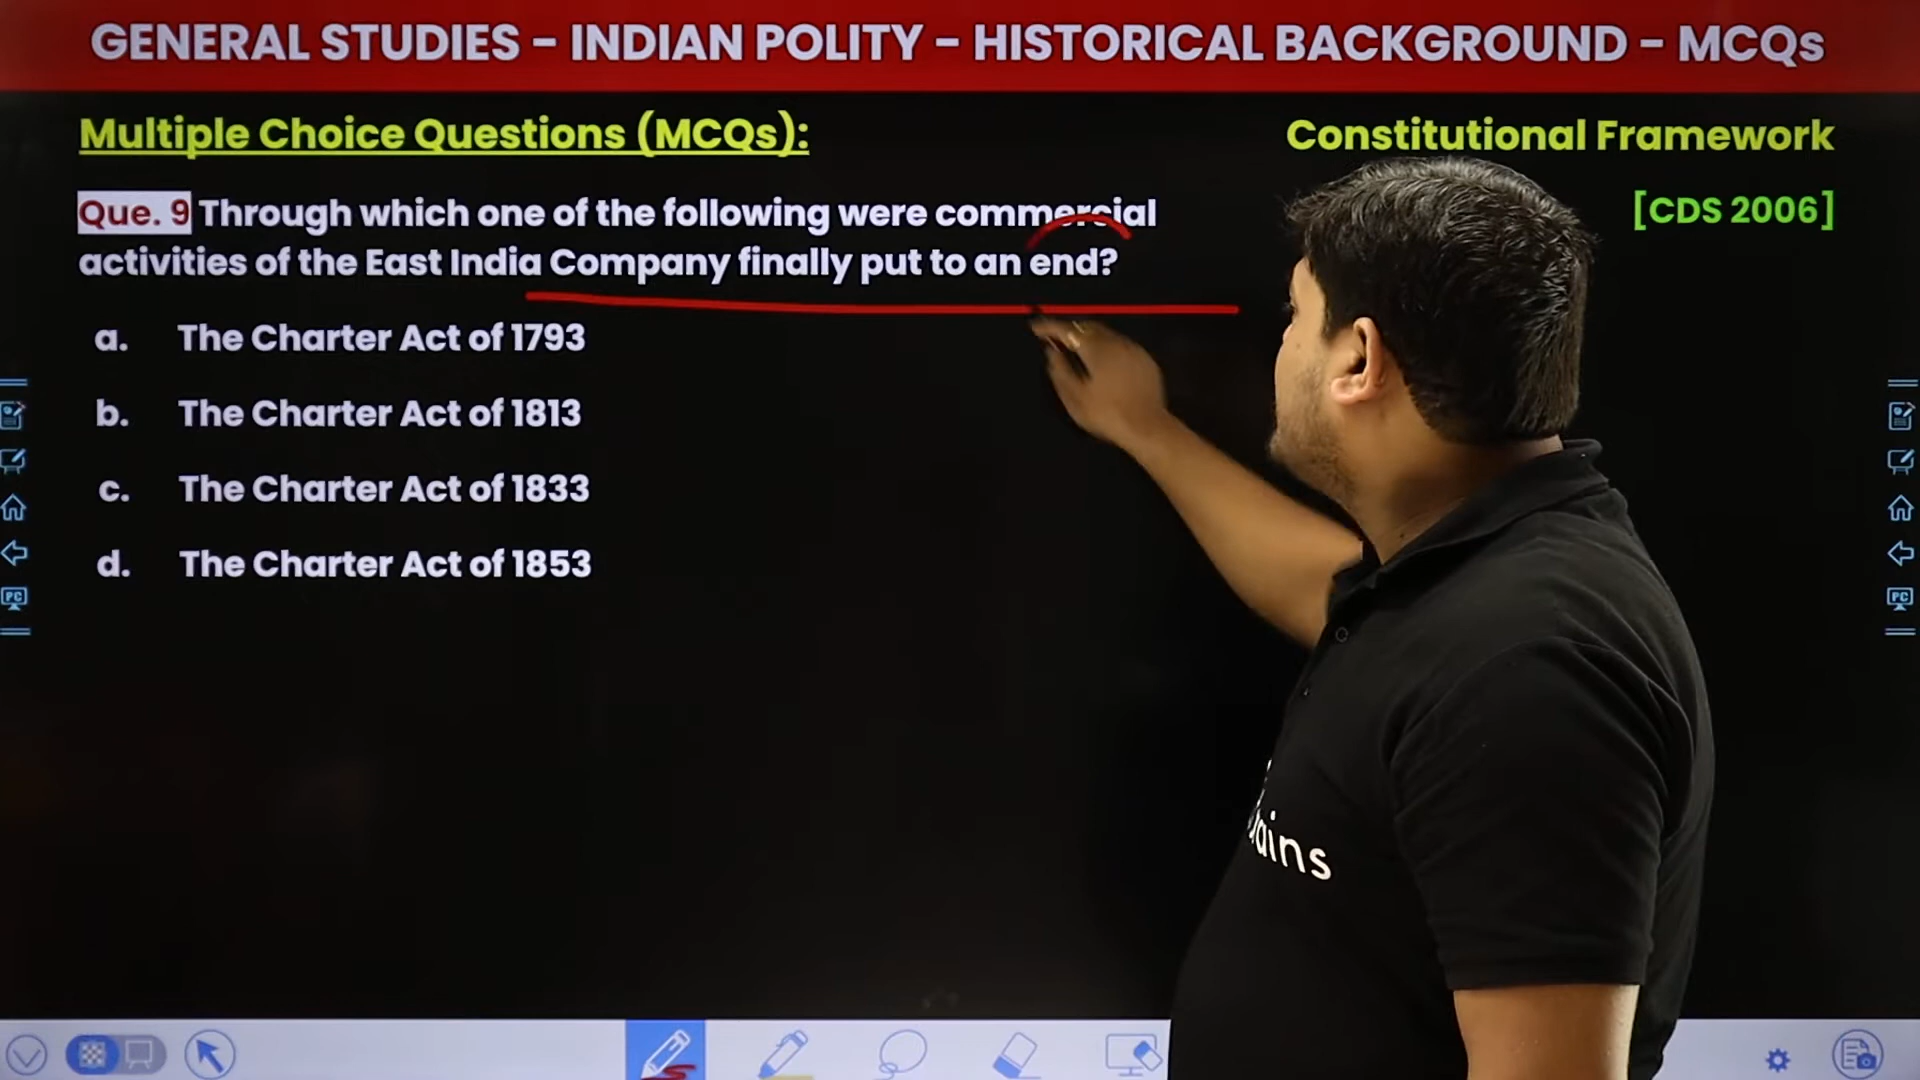 GENERAL STUDIES - INDIAN POLITY - HISTORICAL BACKGROUND - MCQs
Multiple Choice Questions (MCQs):
Constitutional Framework
Que. 9 Through which one of the following were commercial
[CDS 2006]
activities of the East India Company finally put to an end?
a. The Charter Act of 1793
b. The Charter Act of 1813
c. The Charter Act of 1833
d. The Charter Act of 1853
PC
PC